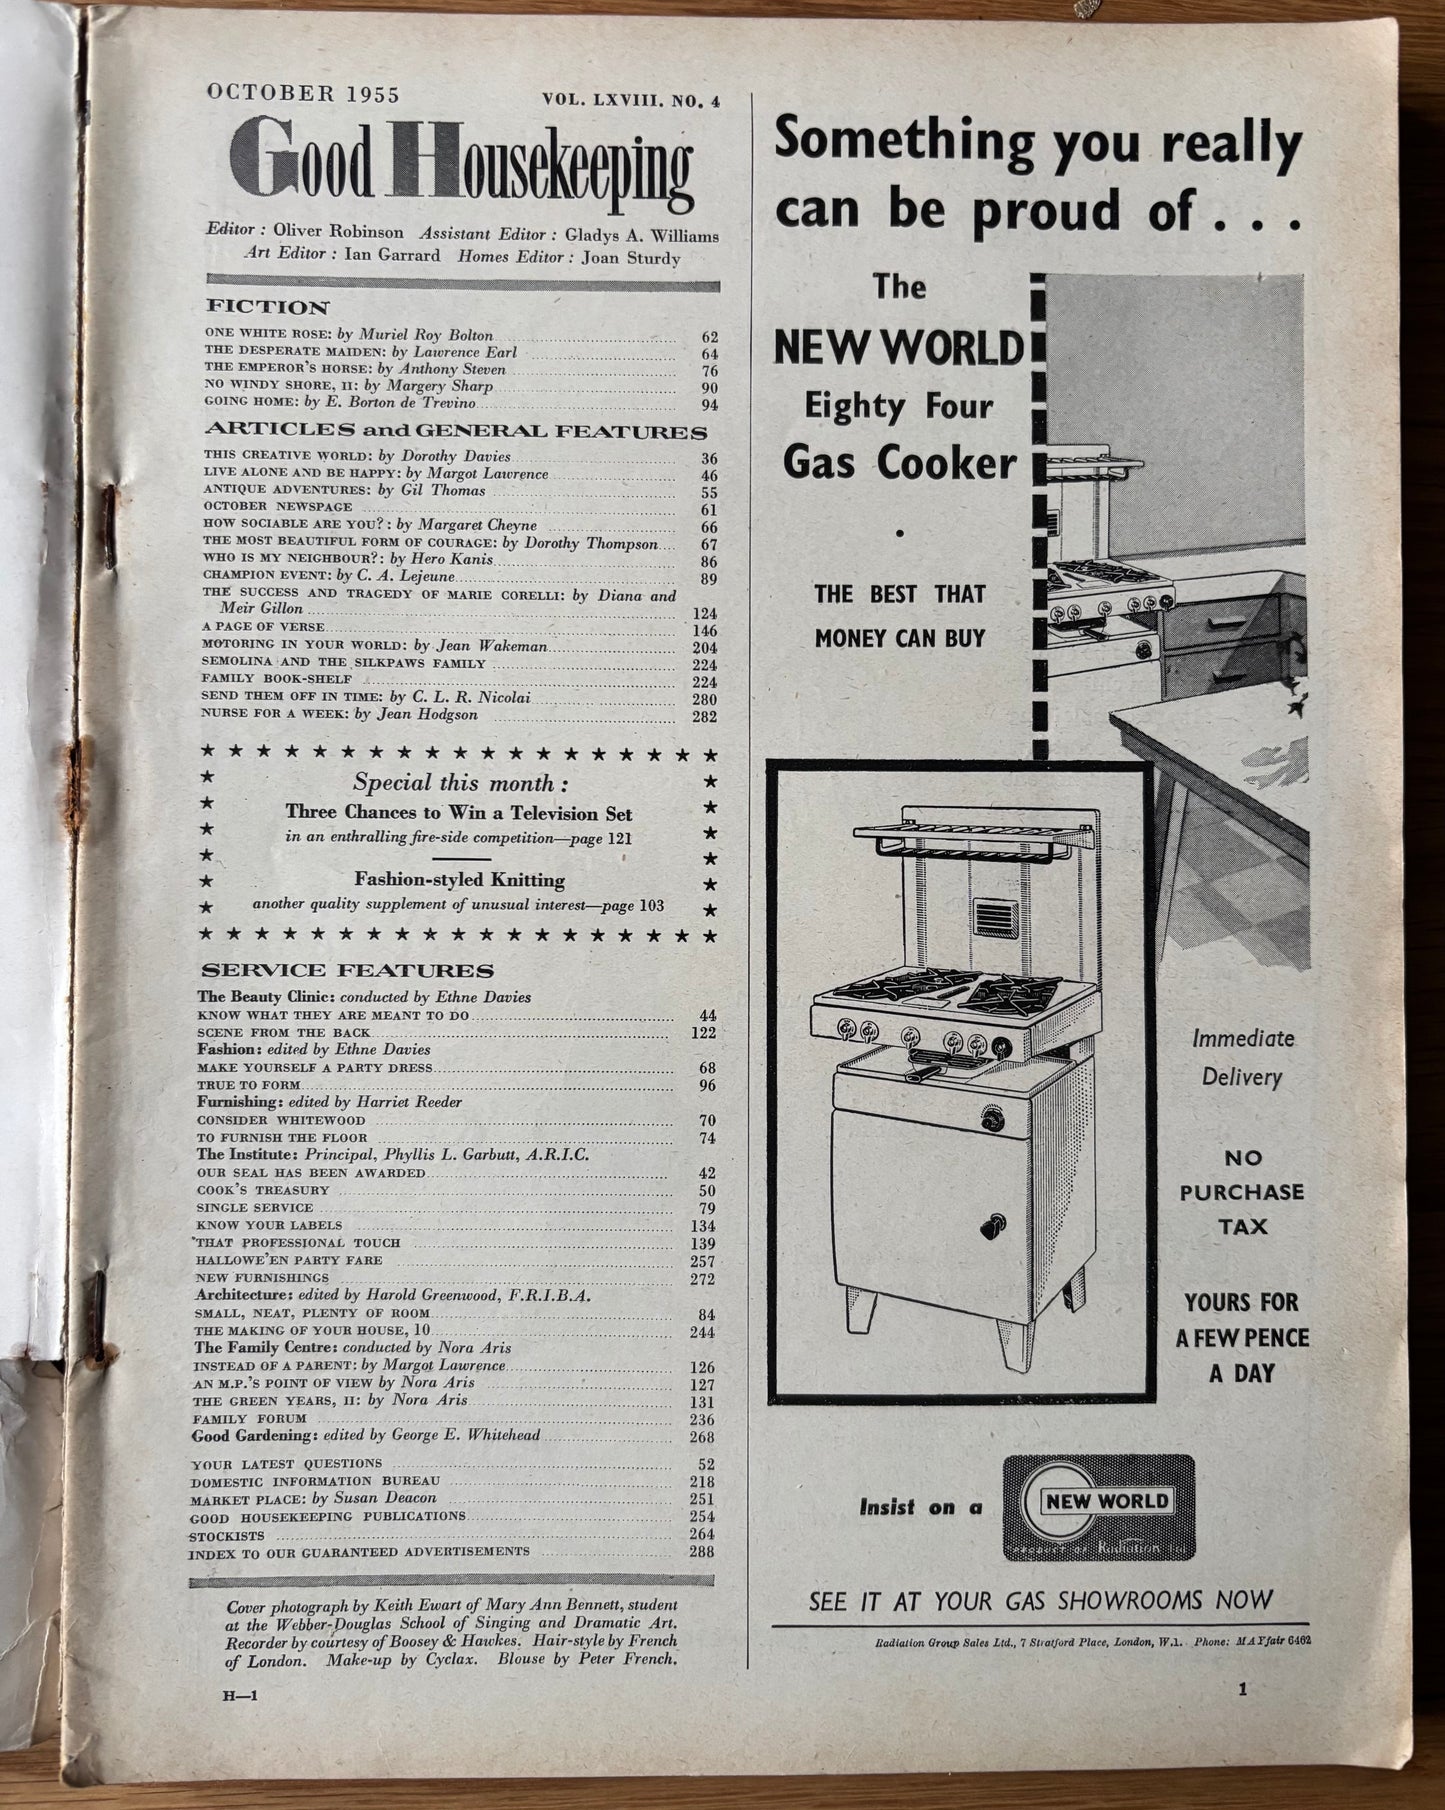 OCTOBER 1955 VOL. LXVIII. NO. 4
Good Housekeeping
Editor : Oliver Robinson Assistant Editor : Gladys A. Williams
Art Editor : Ian Garrard Homes Editor : Joan Sturdy
FICTION
ONE WHITE ROSE: by Muriel Roy Bolton 62
THE DESPERATE MAIDEN: by Lawrence Earl 64
THE EMPEROR'S HORSE: by Anthony Steven 76
NO WINDY SHORE, II: by Margery Sharp 90
GOING HOME: by E. Borton de Trevino 94
ARTICLES and GENERAL FEATURES
THIS CREATIVE WORLD: by Dorothy Davies 36
LIVE ALONE AND BE HAPPY: by Margot Lawrence 46
ANTIQUE ADVENTURES: by Gil Thomas 55
OCTOBER NEWSPAGE 61
HOW SOCIABLE ARE YOU? : by Margaret Cheyne 66
THE MOST BEAUTIFUL FORM OF COURAGE: by Dorothy Thompson 67
WHO IS MY NEIGHBOUR?: by Hero Kanis 86
CHAMPION EVENT: by C. A. Lejeune 89
THE SUCCESS AND TRAGEDY OF MARIE CORELLI: by Diana and
Meir Gillon 124
A PAGE OF VERSE 146
MOTORING IN YOUR WORLD: by Jean Wakeman 204
SEMOLINA AND THE SILKPAWS FAMILY 224
FAMILY BOOK-SHELF 224
SEND THEM OFF IN TIME: by C. L. R. Nicolai 280
NURSE FOR A WEEK: by Jean Hodgson 282
Special this month :
Three Chances to Win a Television Set
in an enthralling fire-side competition—page 121
Fashion-styled Knitting
another quality supplement of unusual interest—page 103
SERVICE FEATURES
The Beauty Clinic: conducted by Ethne Davies
KNOW WHAT THEY ARE MEANT TO DO 44
SCENE FROM THE BACK 122
Fashion: edited by Ethne Davies
MAKE YOURSELF A PARTY DRESS 68
TRUE TO FORM 96
Furnishing: edited by Harriet Reeder
CONSIDER WHITEWOOD 70
TO FURNISH THE FLOOR 74
The Institute: Principal, Phyllis L. Garbutt, A.R.I.C.
OUR SEAL HAS BEEN AWARDED 42
COOK'S TREASURY 50
SINGLE SERVICE 79
KNOW YOUR LABELS 134
THAT PROFESSIONAL TOUCH 139
HALLOWE'EN PARTY FARE 257
NEW FURNISHINGS 272
Architecture: edited by Harold Greenwood, F.R.I.B.A.
SMALL, NEAT, PLENTY OF ROOM 84
THE MAKING OF YOUR HOUSE, 10 244
The Family Centre: conducted by Nora Aris
INSTEAD OF A PARENT: by Margot Lawrence 126
AN M.P.'S POINT OF VIEW by Nora Aris 127
THE GREEN YEARS, II: by Nora Aris 131
FAMILY FORUM 236
Good Gardening: edited by George E. Whitehead 268
YOUR LATEST QUESTIONS 52
DOMESTIC INFORMATION BUREAU 218
MARKET PLACE: by Susan Deacon 251
GOOD HOUSEKEEPING PUBLICATIONS 254
STOCKISTS 264
INDEX TO OUR GUARANTEED ADVERTISEMENTS 288
Cover photograph by Keith Ewart of Mary Ann Bennett, student
at the Webber-Douglas School of Singing and Dramatic Art.
Recorder by courtesy of Boosey & Hawkes. Hair-style by French
of London. Make-up by Cyclax. Blouse by Peter French.
H—1
Something you really
can be proud of . . .
The
NEW WORLD
Eighty Four
Gas Cooker
THE BEST THAT
MONEY CAN BUY
Immediate
Delivery
NO
PURCHASE
TAX
YOURS FOR
A FEW PENCE
A DAY
Insist on a
NEW WORLD
Radiation
SEE IT AT YOUR GAS SHOWROOMS NOW
Radiation Group Sales Ltd., 7 Stratford Place, London, W.1. Phone: MAYfair 6462
1